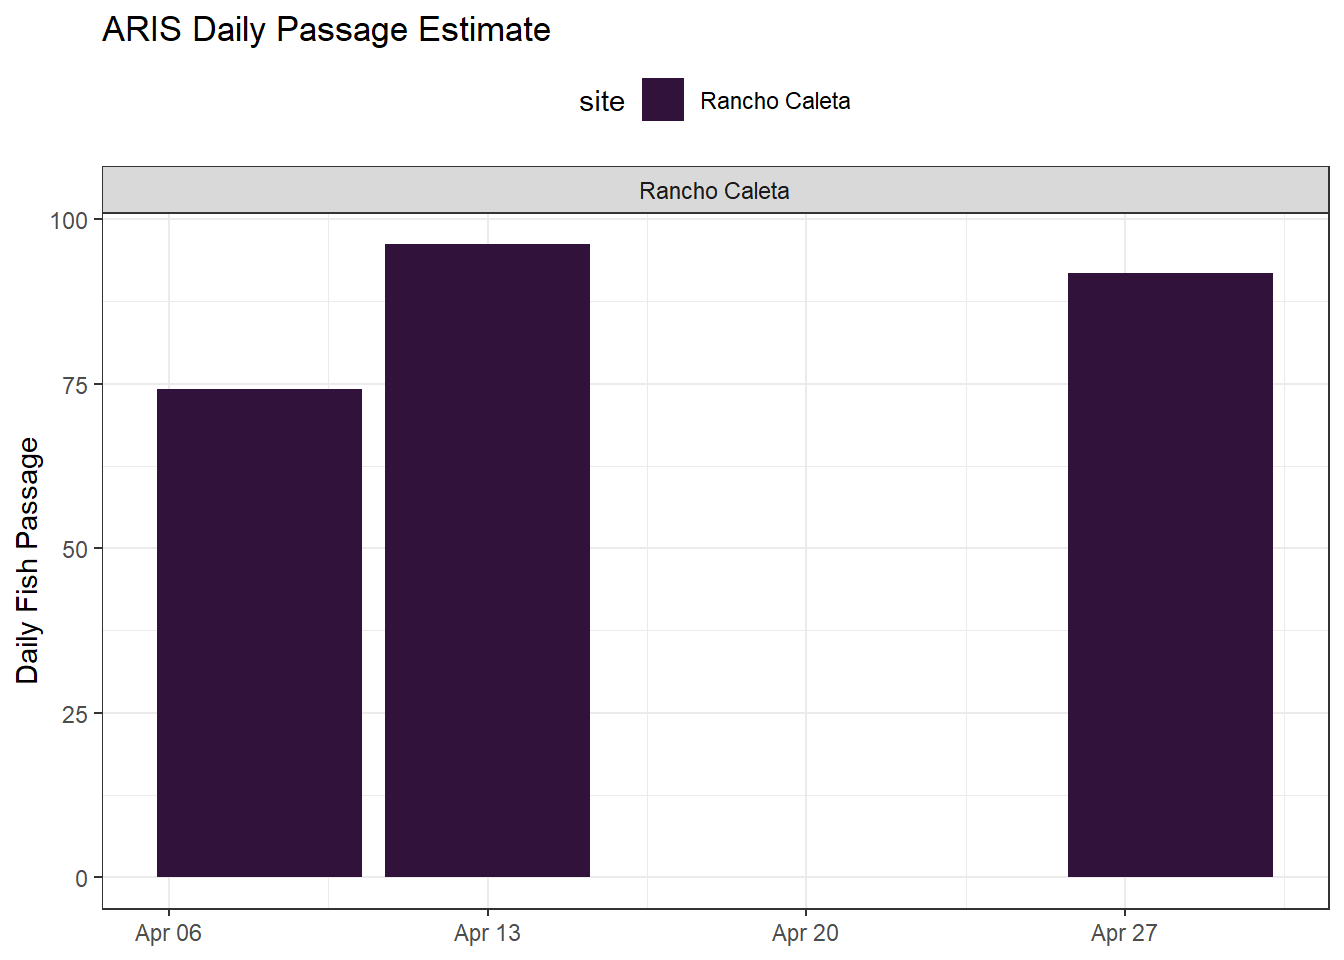 ARIS Daily Passage Estimate
site Rancho Caleta
Rancho Caleta
Daily Fish Passage
100
75
50
25
0
Apr 06 Apr 13 Apr 20 Apr 27